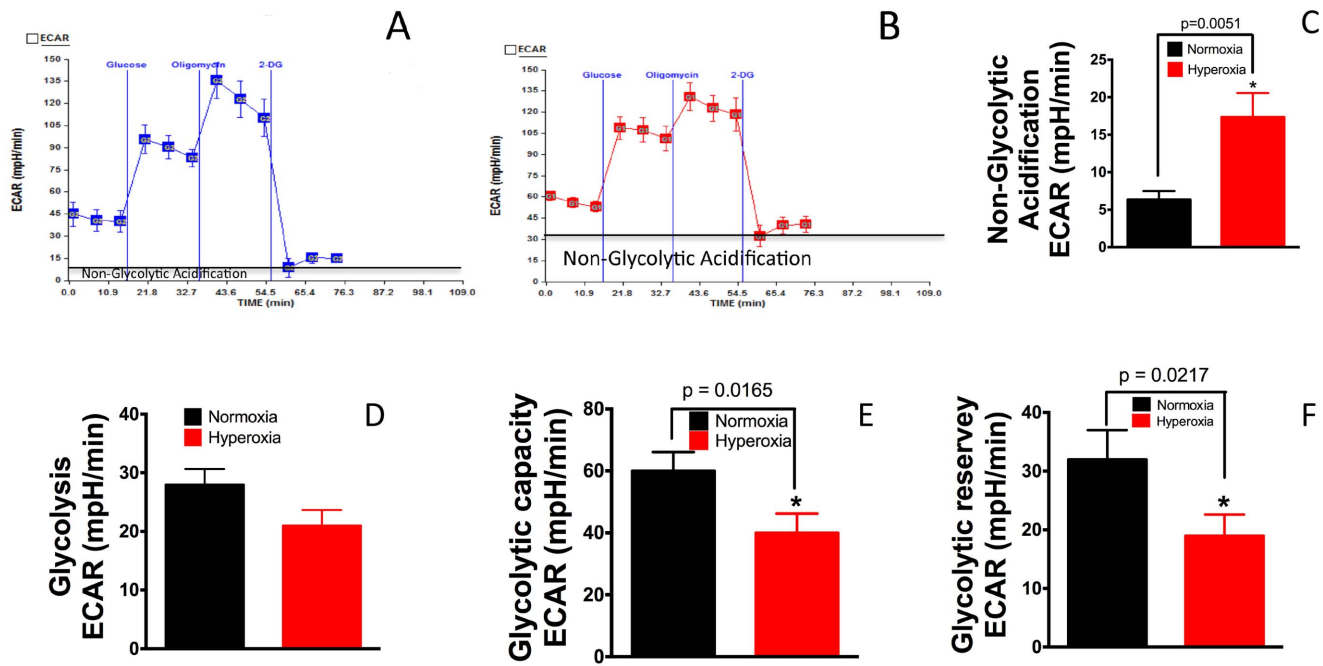 A
ECAR
Glucose
Oligomycin
2-DG
150
135
120
105
90
75
60
45
30
15
0
ECAR (mpH/min)
Non-Glycolytic Acidification
0.0 10.9 21.8 32.7 43.6 54.5 65.4 76.3 87.2 98.1 109.0
TIME (min)
B
ECAR
Glucose
Oligomycin
2-DG
150
135
120
105
90
75
60
45
30
15
0
ECAR (mpH/min)
Non-Glycolytic Acidification
0.0 10.9 21.8 32.7 43.6 54.5 65.4 76.3 87.2 98.1 109.0
TIME (min)
C
p=0.0051
Normoxia
Hyperoxia
*
25
20
15
10
5
0
Non-Glycolytic
Acidification
ECAR (mpH/min)
D
Normoxia
Hyperoxia
40
30
20
10
0
Glycolysis
ECAR (mpH/min)
E
p = 0.0165
Normoxia
Hyperoxia
*
80
60
40
20
0
Glycolytic capacity
ECAR (mpH/min)
F
p = 0.0217
Normoxia
Hyperoxia
*
40
30
20
10
0
Glycolytic reservey
ECAR (mpH/min)